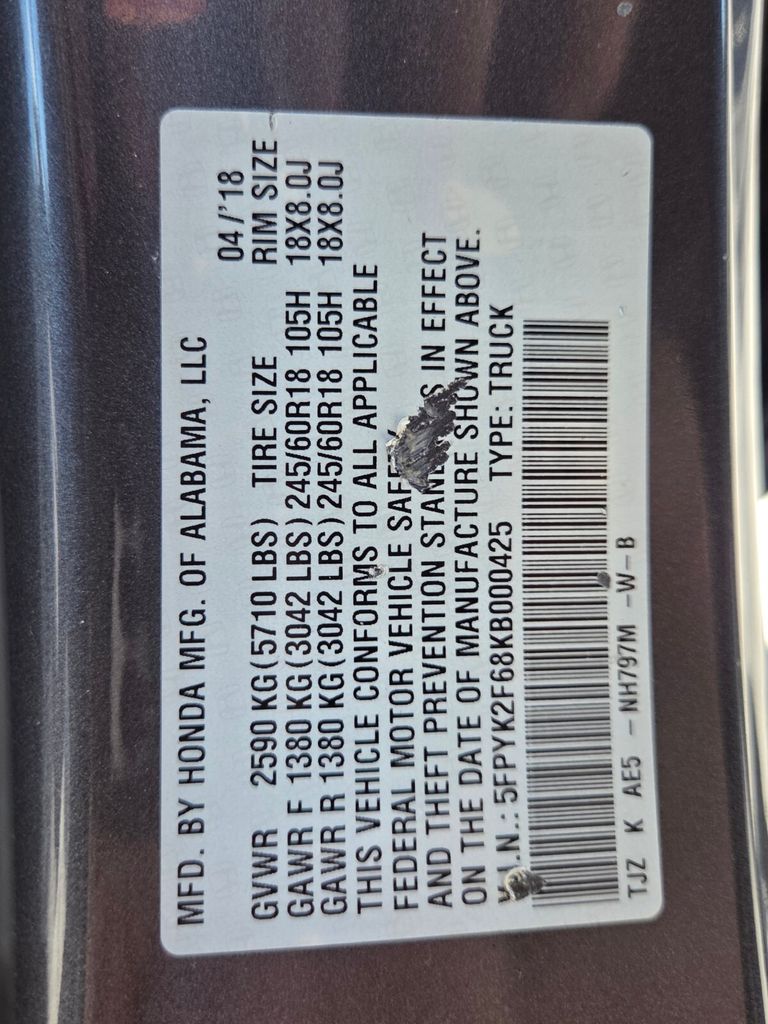 MFD. BY HONDA MFG. OF ALABAMA, LLC
04/'18
GVWR 2590 KG(5710 LBS) TIRE SIZE RIM SIZE
GAWR F 1380 KG(3042 LBS)245/60R18 105H 18X8.0J
GAWR R 1380 KG(3042 LBS)245/60R18 105H 18X8.0J
THIS VEHICLE CONFORMS TO ALL APPLICABLE
FEDERAL MOTOR VEHICLE
AND THEFT PREVENTION IN EFFECT
ON THE DATE OF MANUFACTURE SHOWN ABOVE.
V.I.N.: 5FPYK2F68KB000425 TYPE: TRUCK
TJZ K AE5 -NH797M -W-B